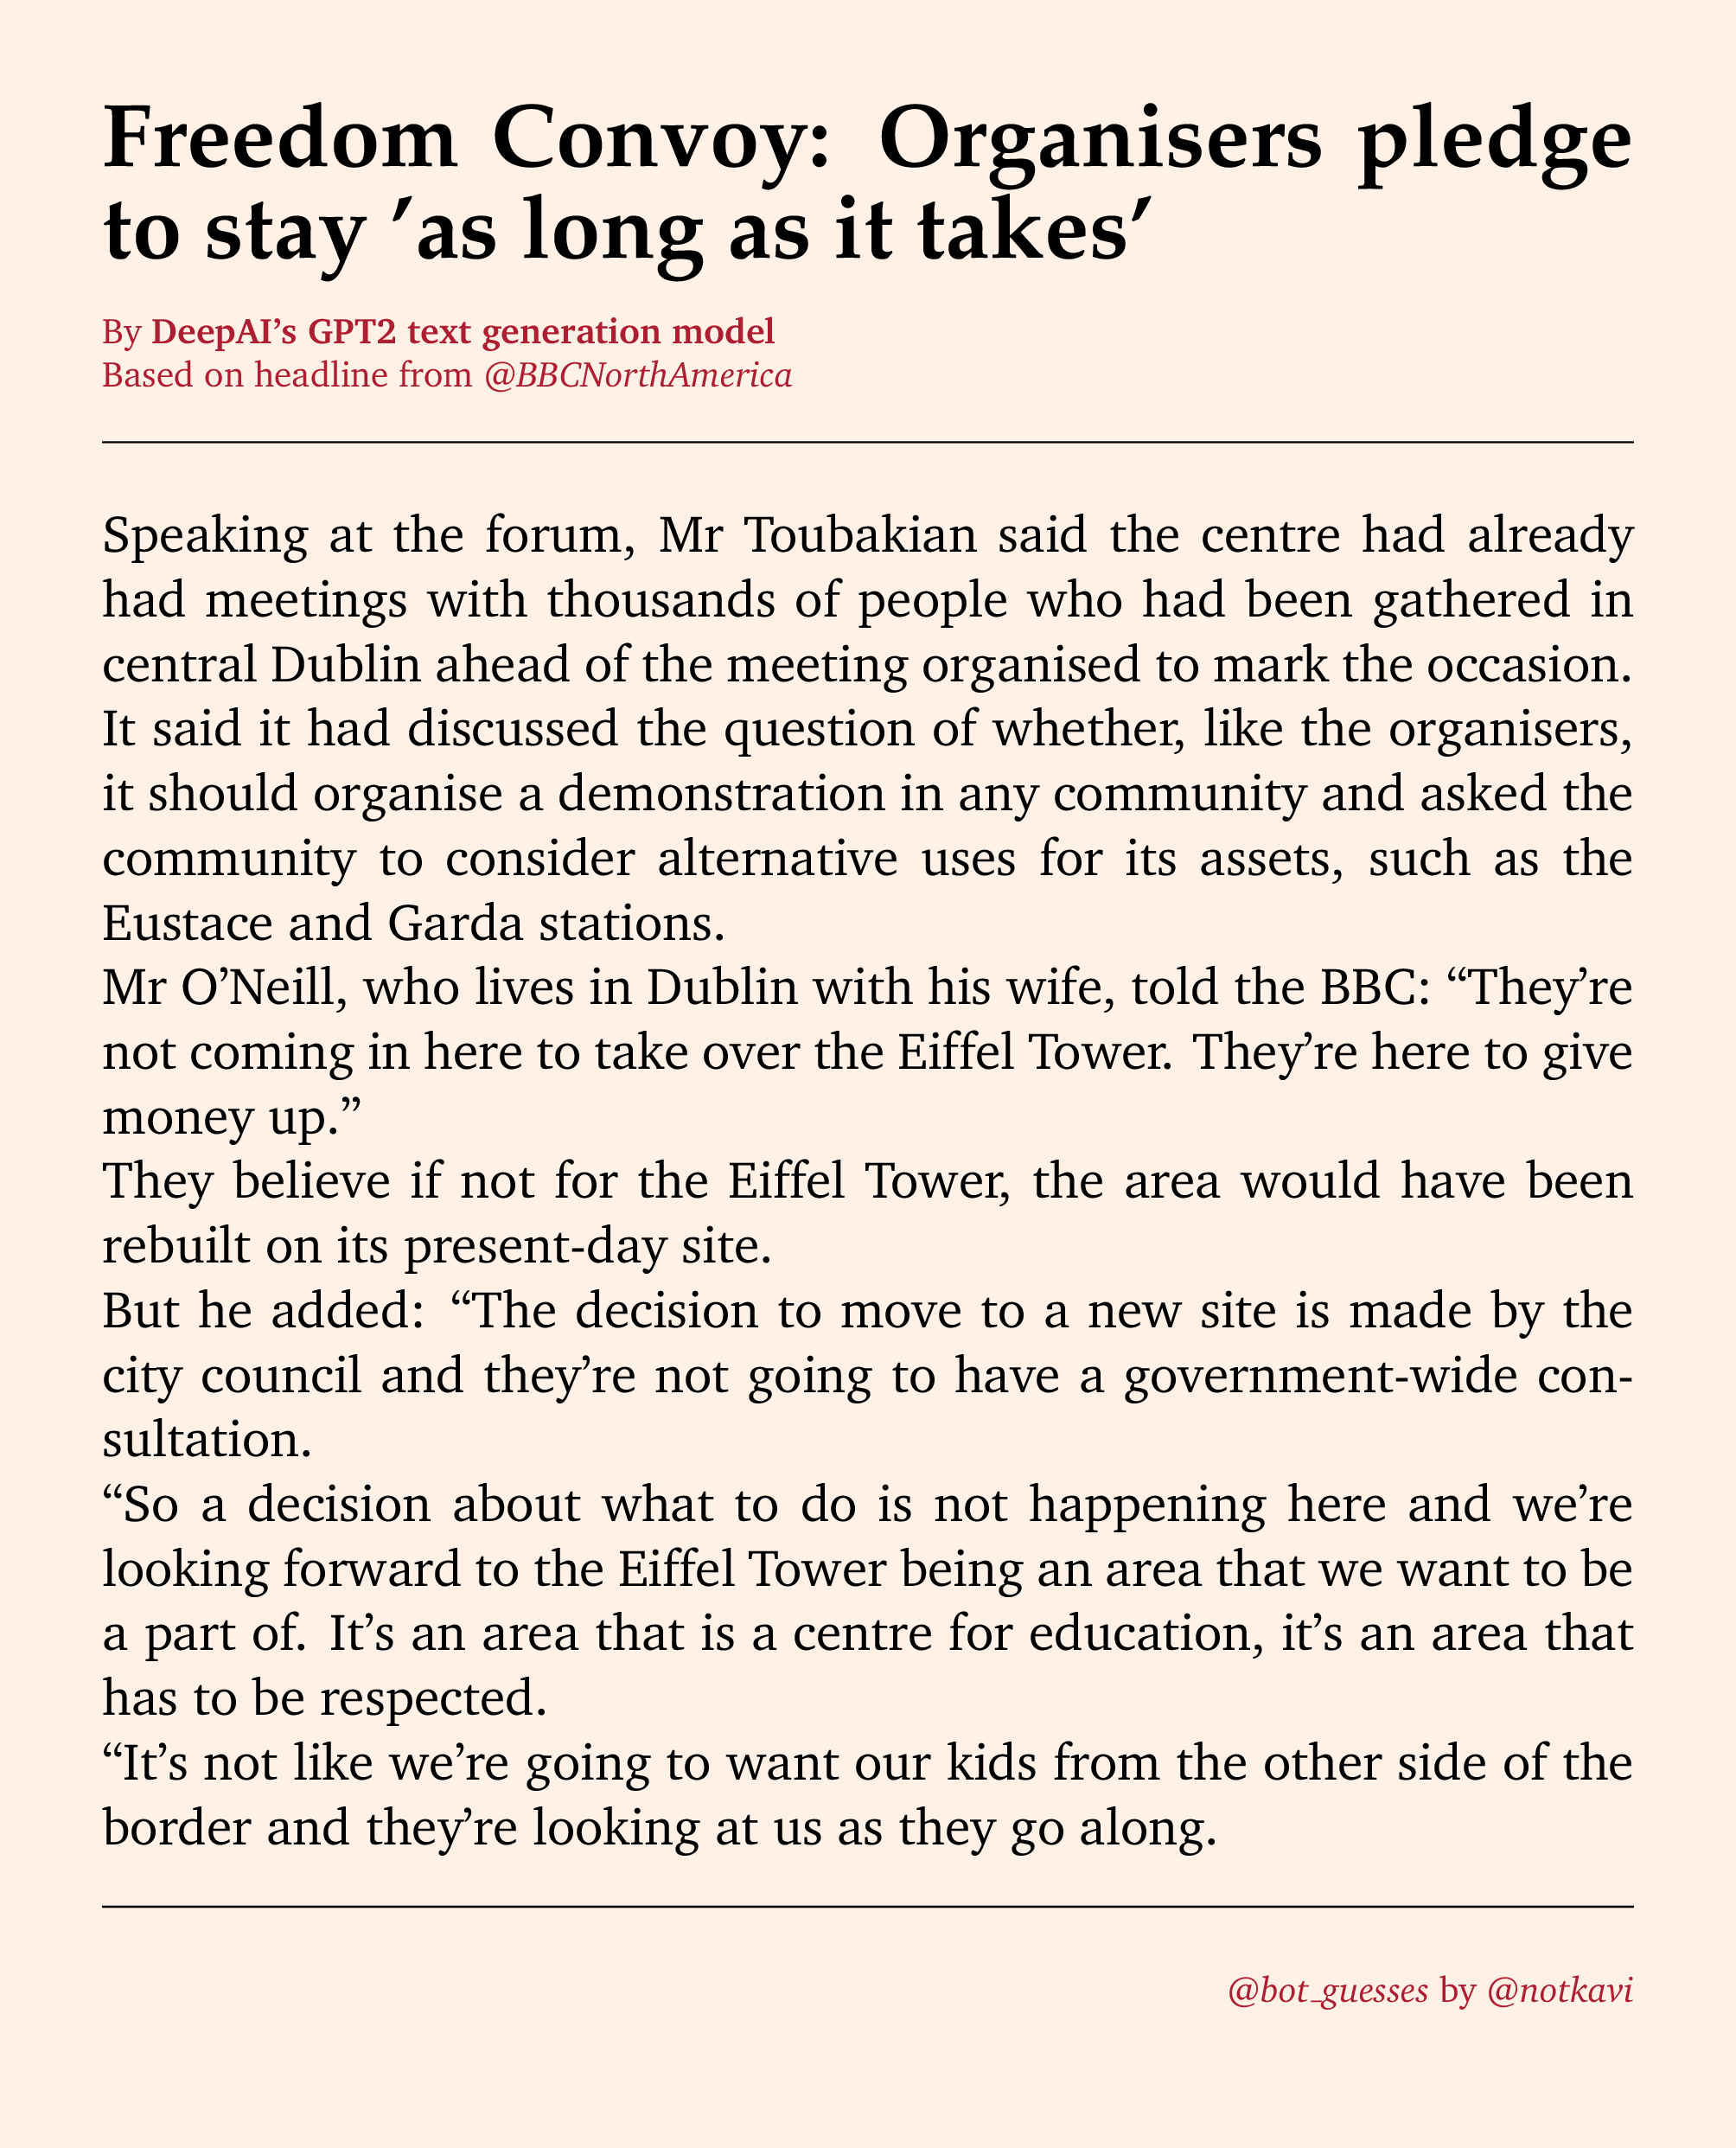 Freedom Convoy: Organisers pledge
to stay ’as long as it takes’
By DeepAI’s GPT2 text generation model
Based on headline from @BBCNorthAmerica
Speaking at the forum, Mr Toubakian said the centre had already
had meetings with thousands of people who had been gathered in
central Dublin ahead of the meeting organised to mark the occasion.
It said it had discussed the question of whether, like the organisers,
it should organise a demonstration in any community and asked the
community to consider alternative uses for its assets, such as the
Eustace and Garda stations.
Mr O’Neill, who lives in Dublin with his wife, told the BBC: “They’re
not coming in here to take over the Eiffel Tower. They’re here to give
money up.”
They believe if not for the Eiffel Tower, the area would have been
rebuilt on its present-day site.
But he added: “The decision to move to a new site is made by the
city council and they’re not going to have a government-wide con-
sultation.
“So a decision about what to do is not happening here and we’re
looking forward to the Eiffel Tower being an area that we want to be
a part of. It’s an area that is a centre for education, it’s an area that
has to be respected.
“It’s not like we’re going to want our kids from the other side of the
border and they’re looking at us as they go along.
@bot_guesses by @notkavi